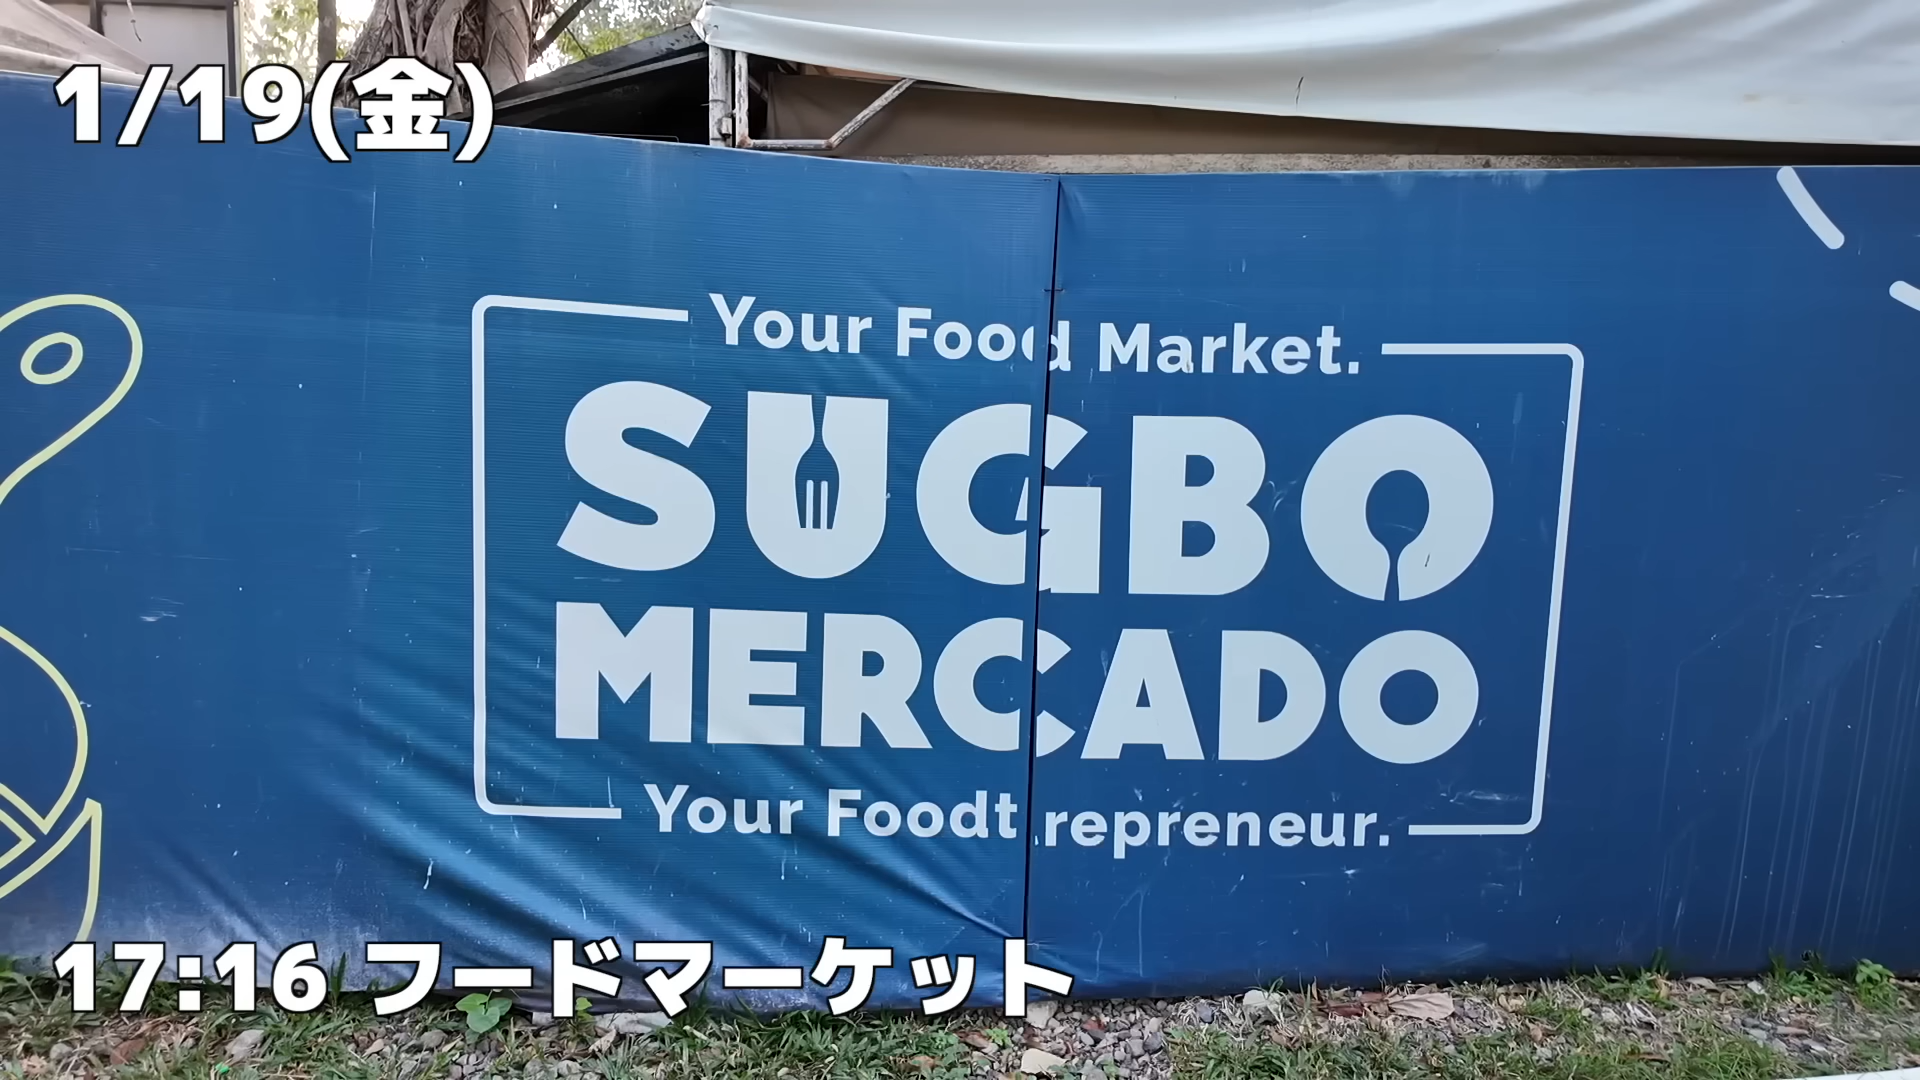 1/19(金)
Your Food Market.
SUGBO
MERCADO
Your Foodtrepreneur.
17:16 フードマーケット